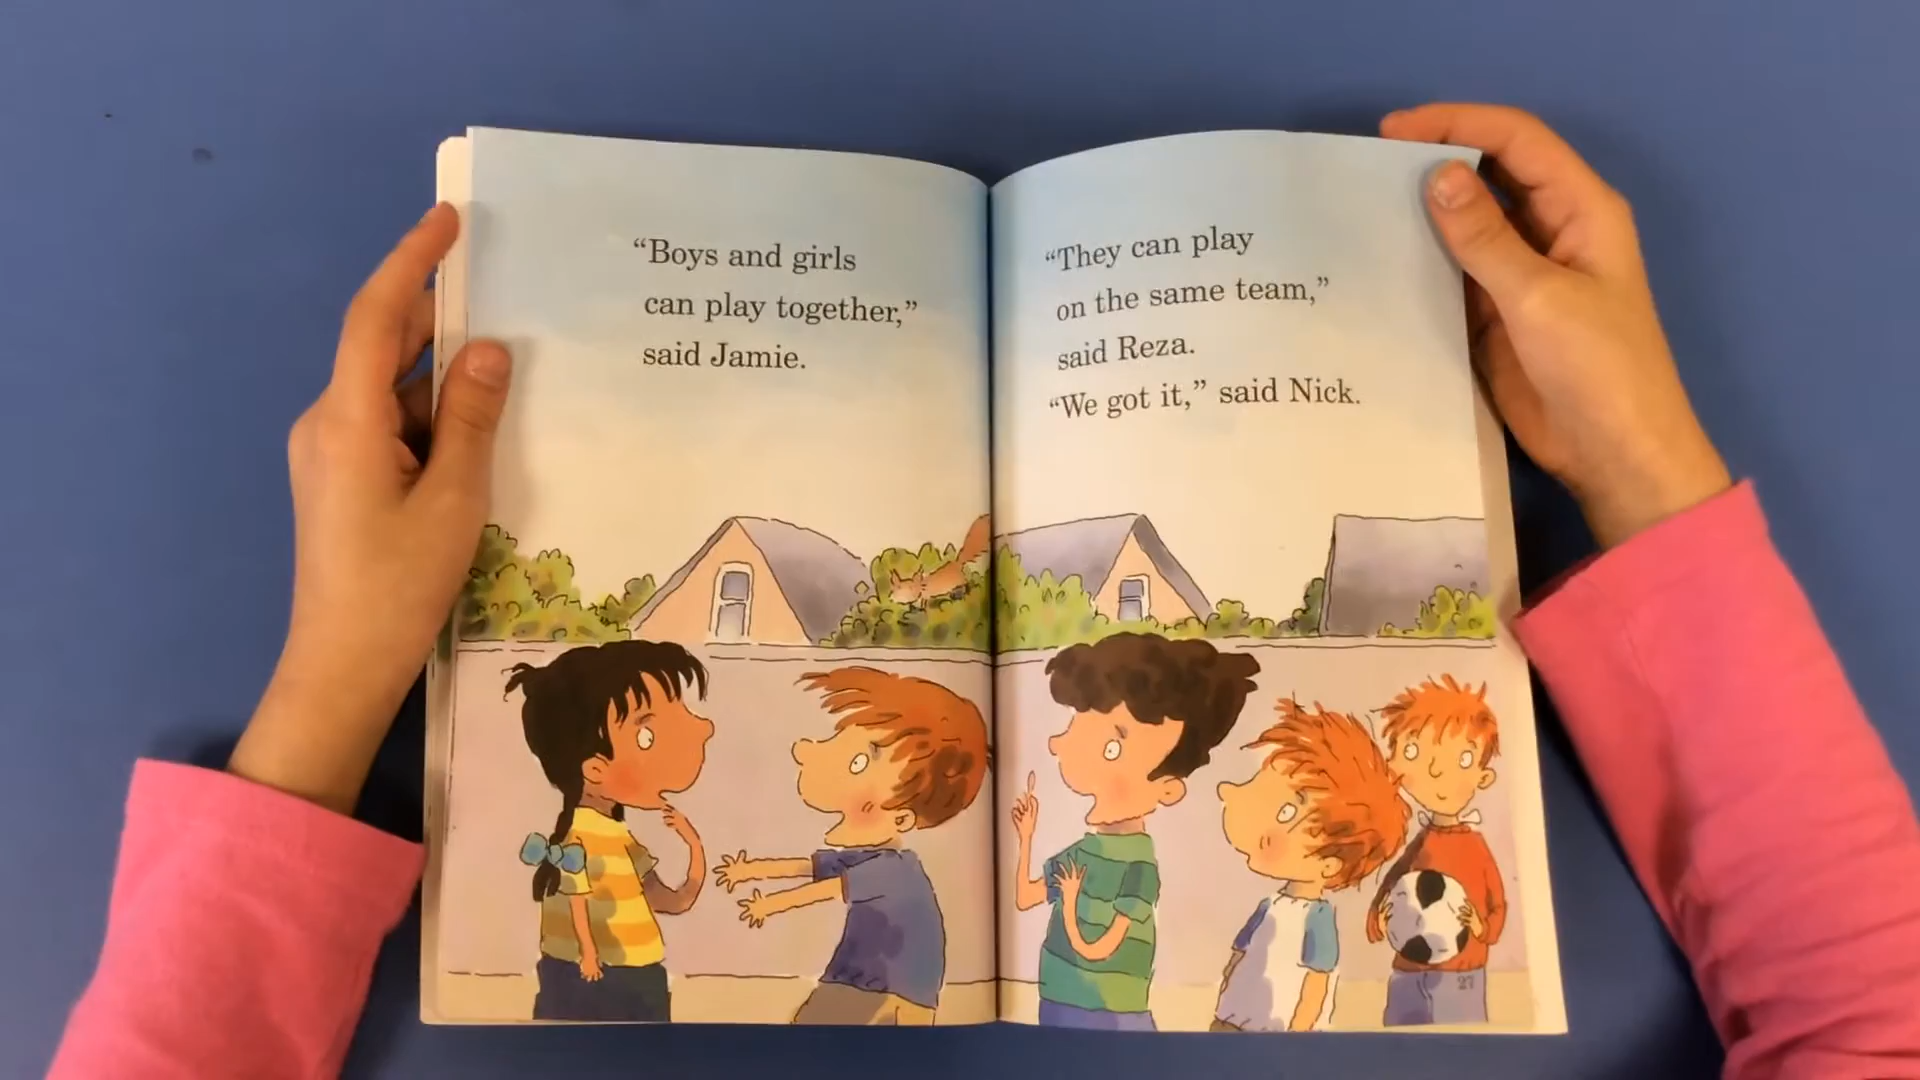 “Boys and girls
can play together,”
said Jamie.
“They can play
on the same team,”
said Reza.
“We got it,” said Nick.
27